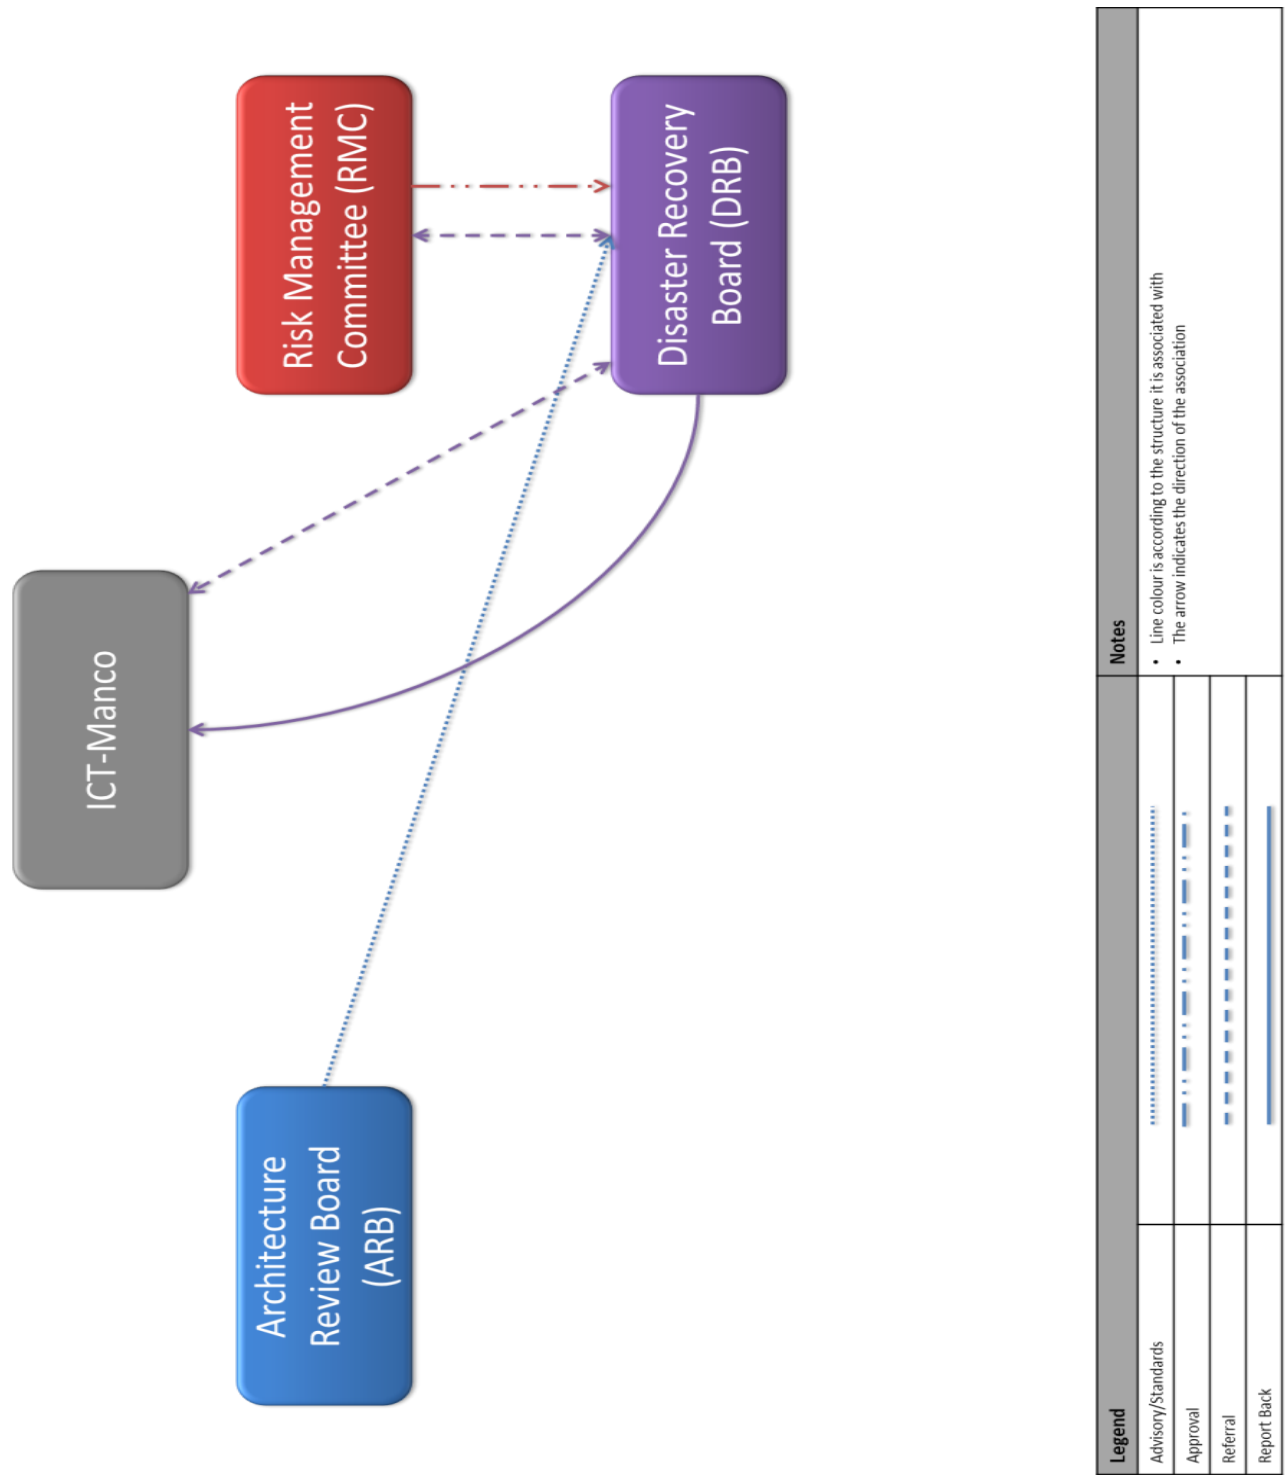 ICT-Manco
Architecture
Review Board
(ARB)
Risk Management
Committee (RMC)
Disaster Recovery
Board (DRB)
Legend
Notes
Advisory/Standards
Approval
Referral
Report Back
• Line colour is according to the structure it is associated with
• The arrow indicates the direction of the association